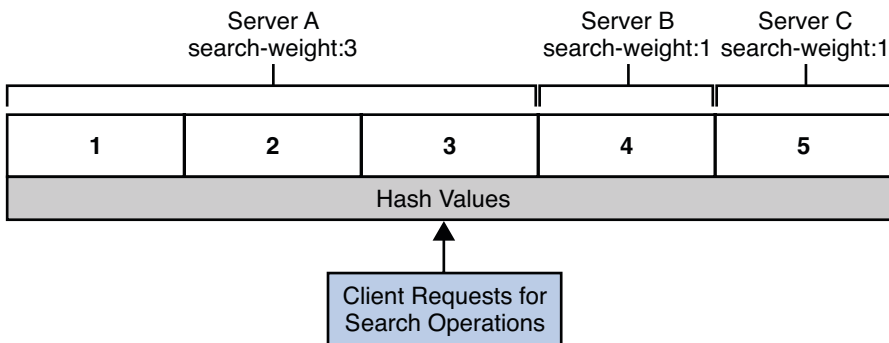 Server A
search-weight:3
Server B
search-weight:1
Server C
search-weight:1
1
2
3
4
5
Hash Values
Client Requests for
Search Operations